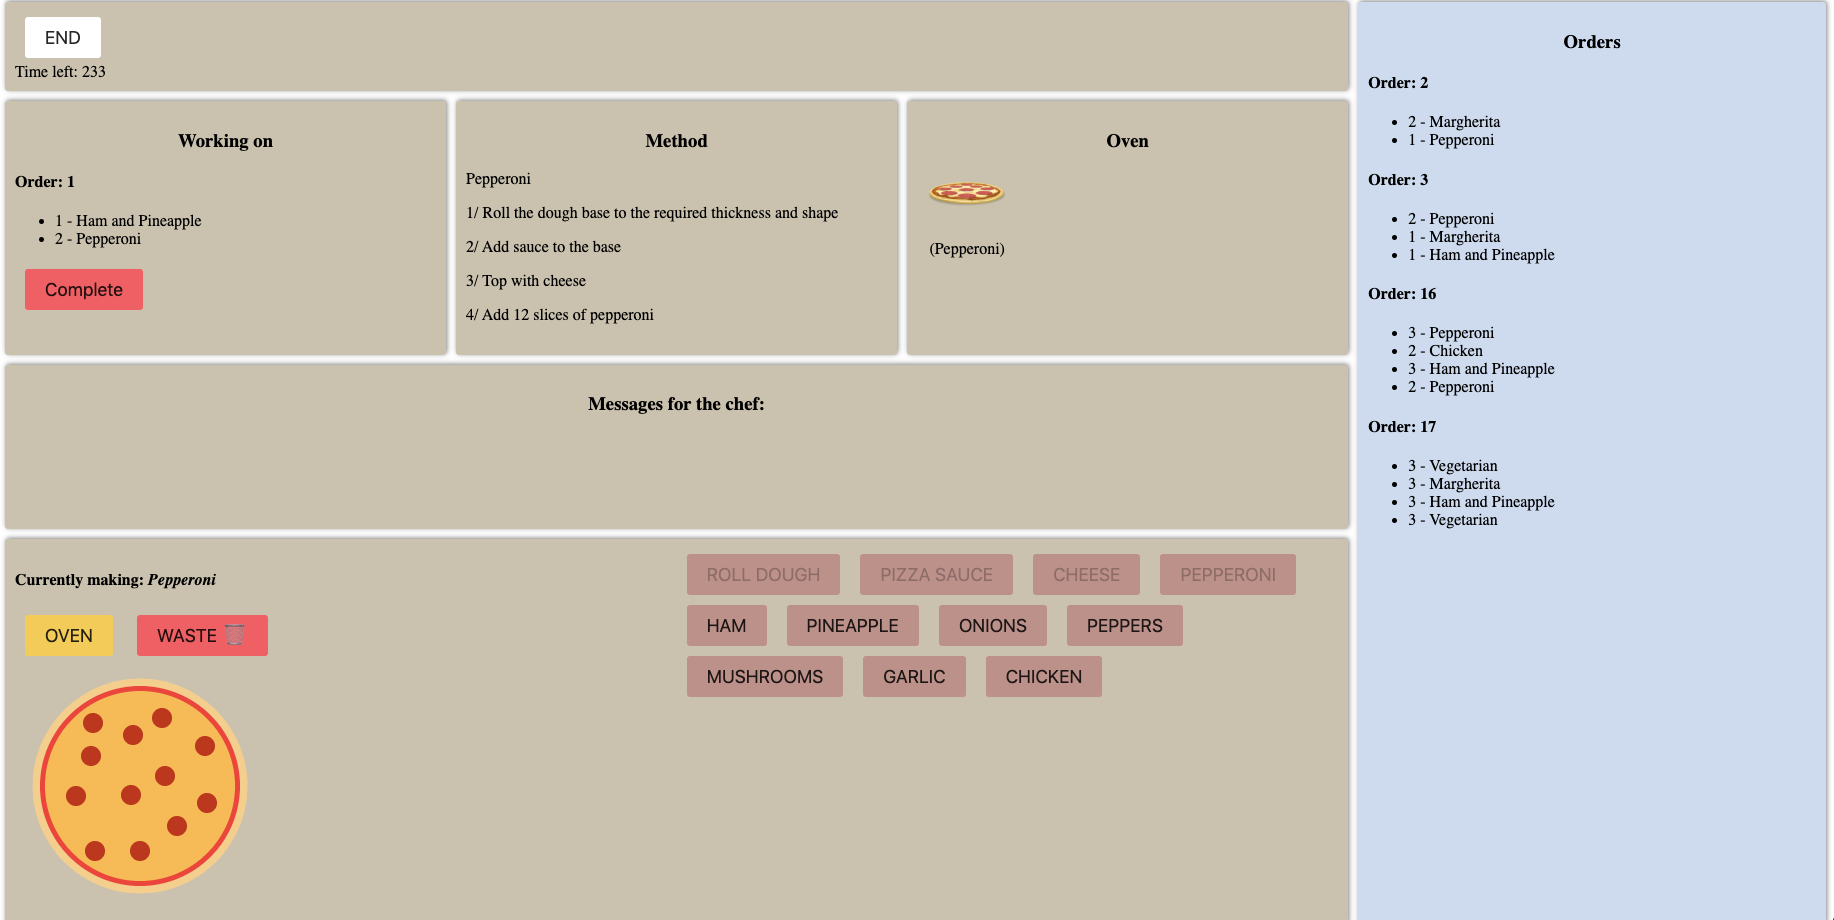 END
Time left: 233
Working on
Order: 1
1 - Ham and Pineapple
2 - Pepperoni
Complete
Method
Pepperoni
1/ Roll the dough base to the required thickness and shape
2/ Add sauce to the base
3/ Top with cheese
4/ Add 12 slices of pepperoni
Oven
(Pepperoni)
Messages for the chef:
Currently making: Pepperoni
OVEN
WASTE
ROLL DOUGH
PIZZA SAUCE
CHEESE
PEPPERONI
HAM
PINEAPPLE
ONIONS
PEPPERS
MUSHROOMS
GARLIC
CHICKEN
Orders
Order: 2
2 - Margherita
1 - Pepperoni
Order: 3
2 - Pepperoni
1 - Margherita
1 - Ham and Pineapple
Order: 16
3 - Pepperoni
2 - Chicken
3 - Ham and Pineapple
2 - Pepperoni
Order: 17
3 - Vegetarian
3 - Margherita
3 - Ham and Pineapple
3 - Vegetarian